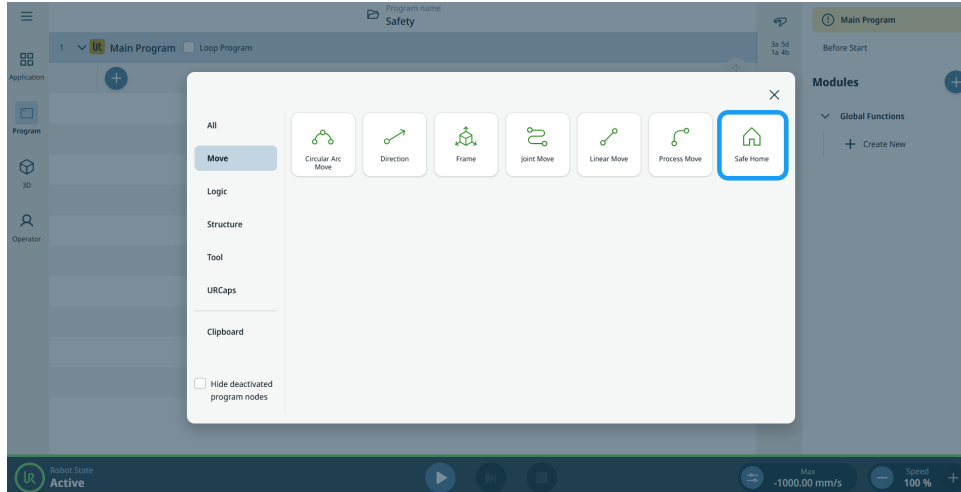 Program name
Safety
1 Main Program Loop Program
Application
Program
3D
Operator
All
Move
Logic
Structure
Tool
URCaps
Clipboard
Hide deactivated
program nodes
Circular Arc
Move
Direction
Frame
Joint Move
Linear Move
Process Move
Safe Home
3a 5d
1a 4b
Main Program
Before Start
Modules
Global Functions
Create New
Robot State
Active
Max
-1000.00 mm/s
Speed
100 %